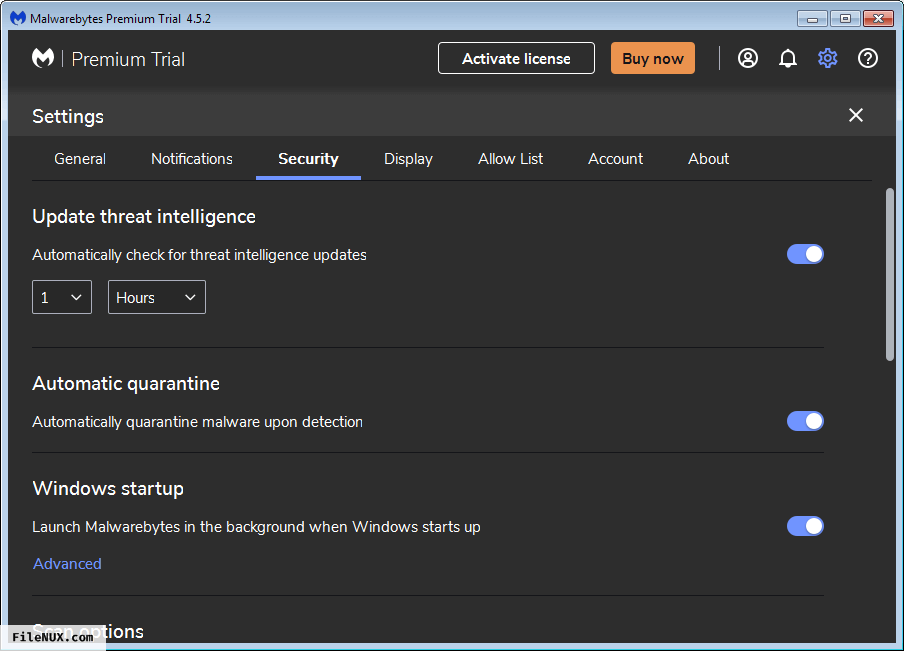 Malwarebytes Premium Trial 4.5.2
Premium Trial
Activate license
Buy now
Settings
General Notifications Security Display Allow List Account About
Update threat intelligence
Automatically check for threat intelligence updates
1 Hours
Automatic quarantine
Automatically quarantine malware upon detection
Windows startup
Launch Malwarebytes in the background when Windows starts up
Advanced
Scan options
FileNUX.com